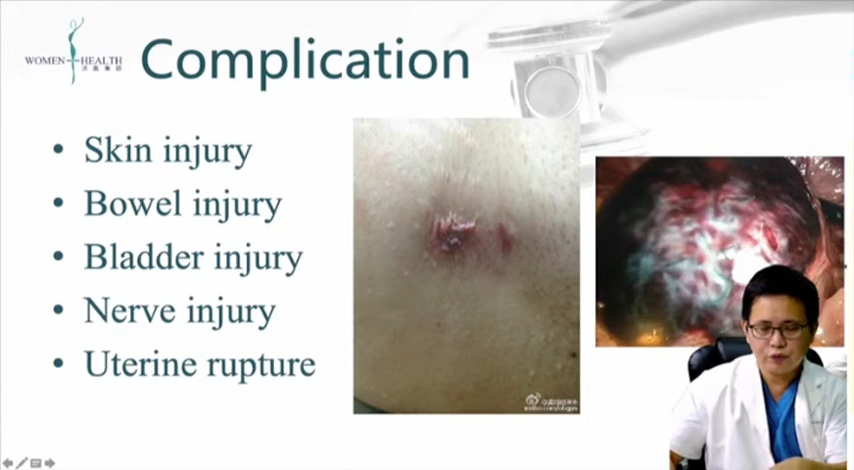 WOMEN HEALTH
Complication
• Skin injury
• Bowel injury
• Bladder injury
• Nerve injury
• Uterine rupture